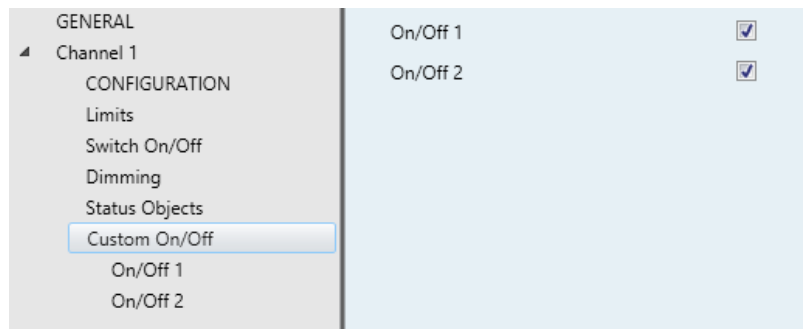 GENERAL
Channel 1
CONFIGURATION
Limits
Switch On/Off
Dimming
Status Objects
Custom On/Off
On/Off 1
On/Off 2
On/Off 1
On/Off 2